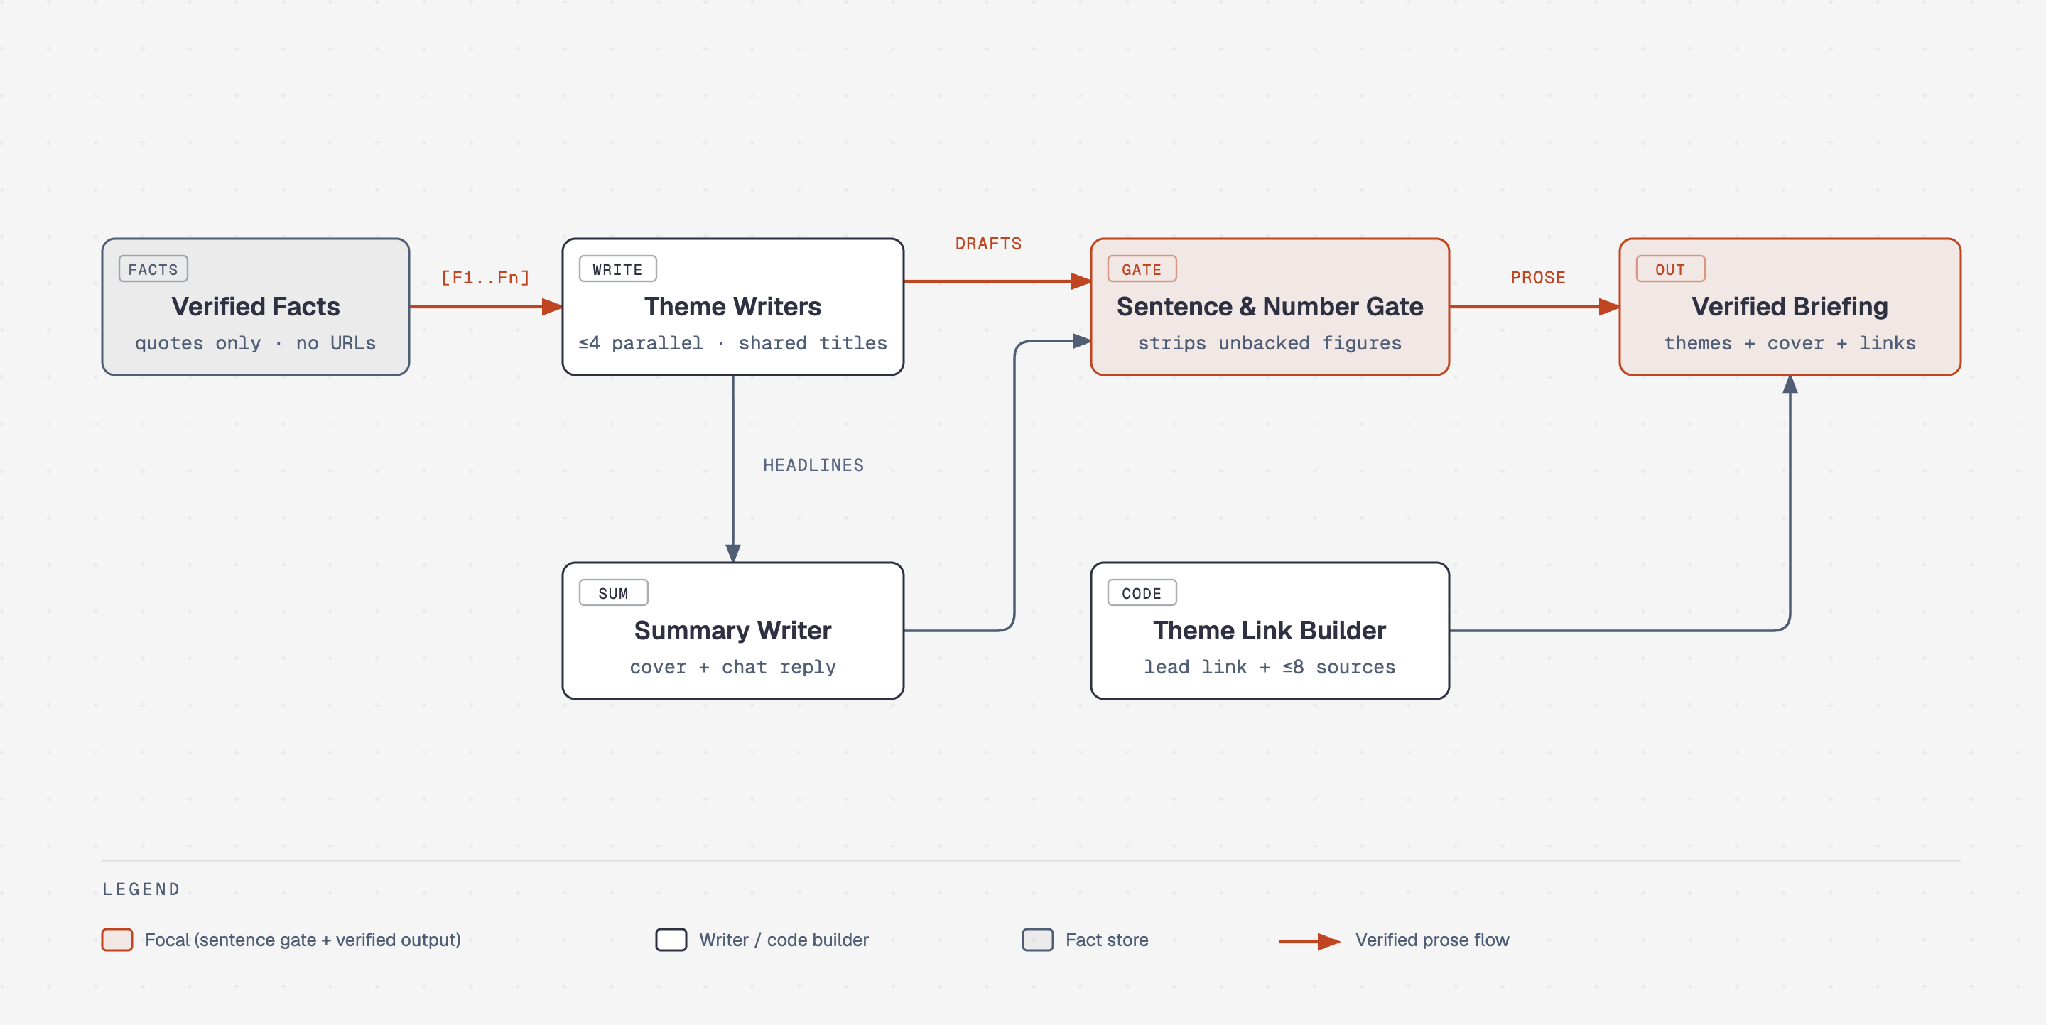 FACTS
Verified Facts
quotes only · no URLs
[F1..Fn]
WRITE
Theme Writers
≤4 parallel · shared titles
DRAFTS
GATE
Sentence & Number Gate
strips unbacked figures
PROSE
OUT
Verified Briefing
themes + cover + links
HEADLINES
SUM
Summary Writer
cover + chat reply
CODE
Theme Link Builder
lead link + ≤8 sources
LEGEND
Focal (sentence gate + verified output)
Writer / code builder
Fact store
Verified prose flow